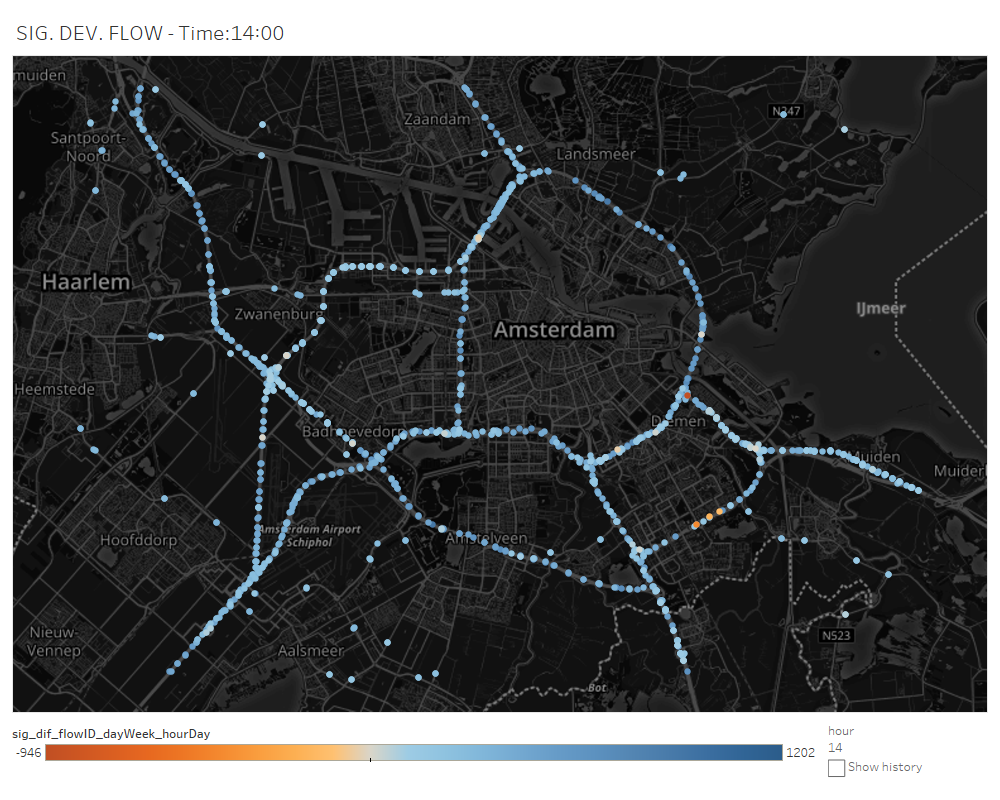 SIG. DEV. FLOW - Time:14:00
muiden
Zaandam
N247
Santpoort-
Noord
Landsmeer
Haarlem
Zwanenburg
Amsterdam
IJmeer
Heemstede
Badhoevedorp
Diemen
Muiden
Muider
Hoofddorp
Amsterdam Airport
Schiphol
Amstelveen
Nieuw-
Vennep
Aalsmeer
N523
Bot
sig_dif_flowID_dayWeek_hourDay
-946
1202
hour
14
Show history